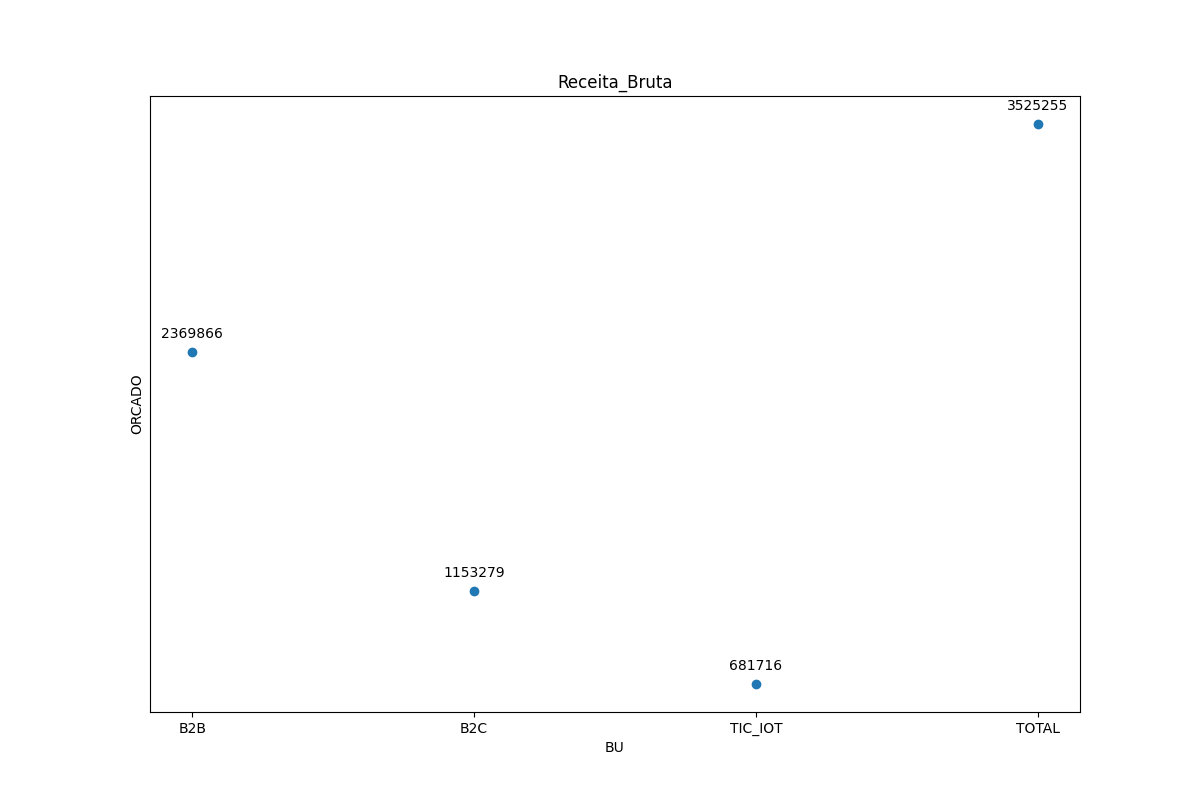 Receita_Bruta
3525255
2369866
ORCADO
1153279
681716
B2B B2C TIC_IOT TOTAL
BU